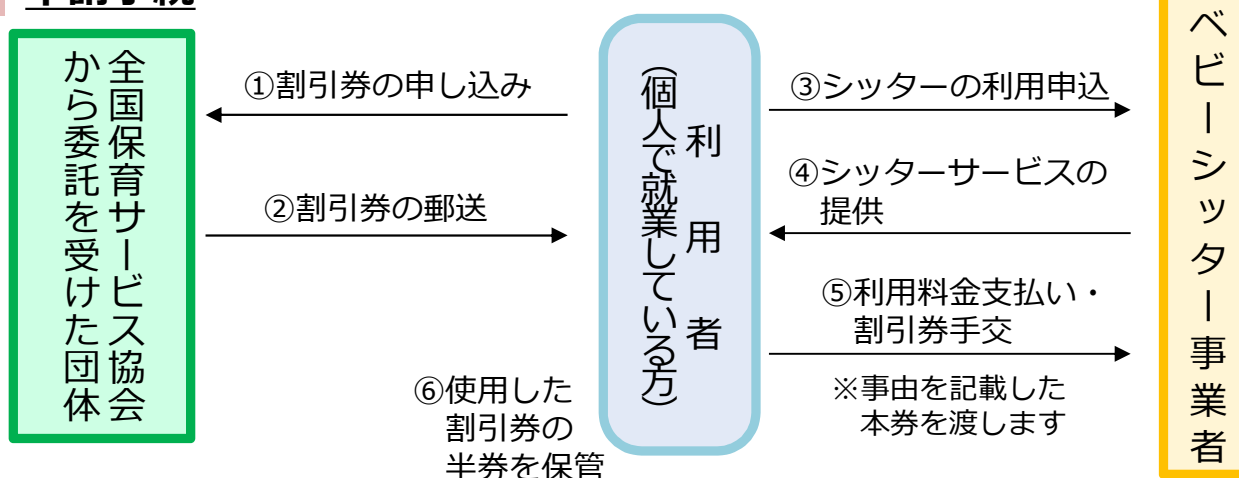 申請手続
全国保育サービス協会
から委託を受けた団体
①割引券の申し込み
②割引券の郵送
利用者
(個人で就業している方)
③シッターの利用申込
④シッターサービスの
提供
⑤利用料金支払い・
割引券手交
※事由を記載した
本券を渡します
⑥使用した
割引券の
半券を保管
ベビーシッター事業者